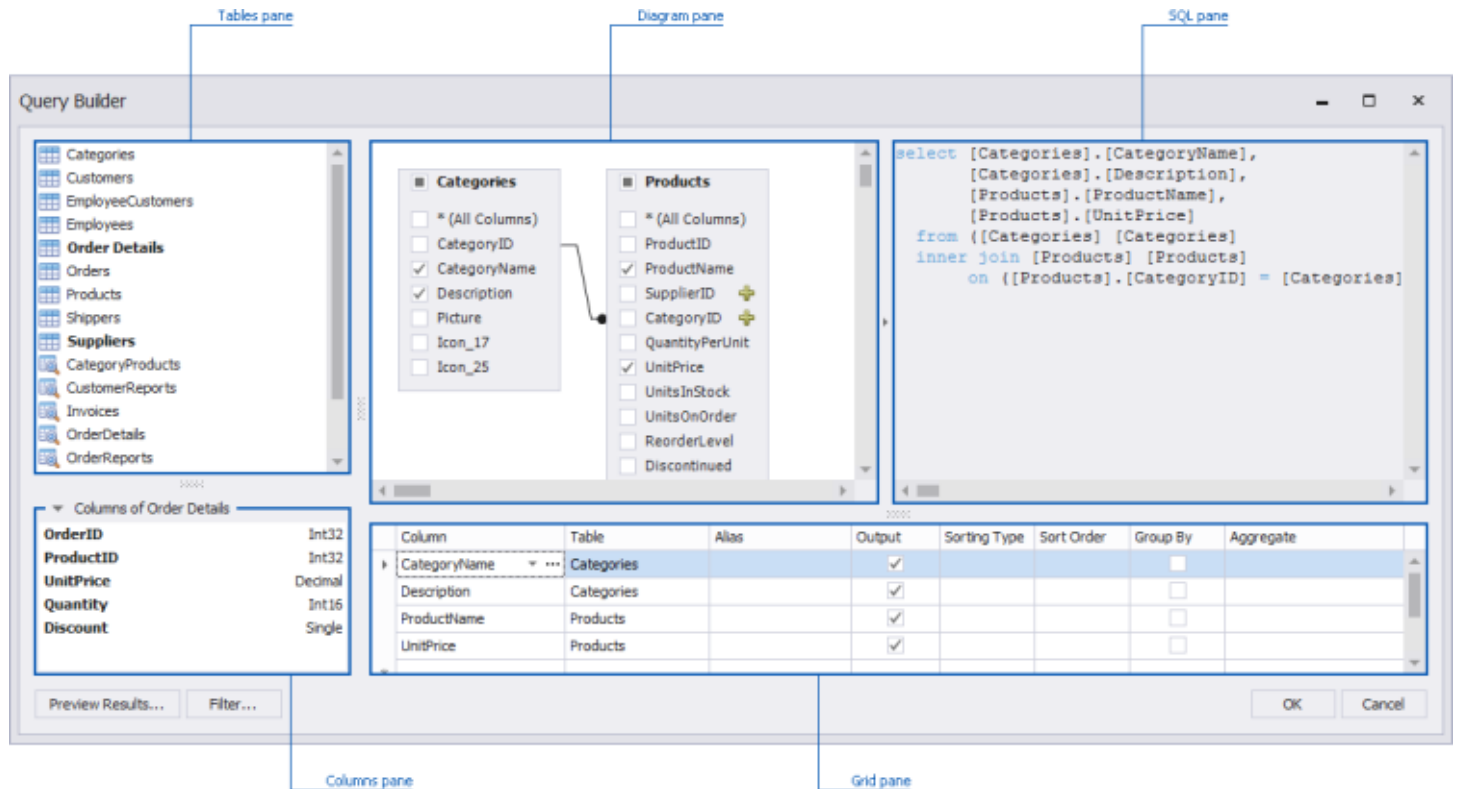 Tables pane
Diagram pane
SQL pane
Query Builder
Categories
Customers
EmployeeCustomers
Employees
Order Details
Orders
Products
Shippers
Suppliers
CategoryProducts
CustomerReports
Invoices
OrderDetails
OrderReports
Categories
* (All Columns)
CategoryID
CategoryName
Description
Picture
Icon_17
Icon_25
Products
* (All Columns)
ProductID
ProductName
SupplierID
CategoryID
QuantityPerUnit
UnitPrice
UnitsInStock
UnitsOnOrder
ReorderLevel
Discontinued
select [Categories].[CategoryName],
[Categories].[Description],
[Products].[ProductName],
[Products].[UnitPrice]
from ([Categories] [Categories]
inner join [Products] [Products]
on ([Products].[CategoryID] = [Categories]
Columns of Order Details
OrderID Int32
ProductID Int32
UnitPrice Decimal
Quantity Int16
Discount Single
Column Table Alias Output Sorting Type Sort Order Group By Aggregate
CategoryName ... Categories
Description Categories
ProductName Products
UnitPrice Products
Preview Results... Filter... OK Cancel
Columns pane
Grid pane